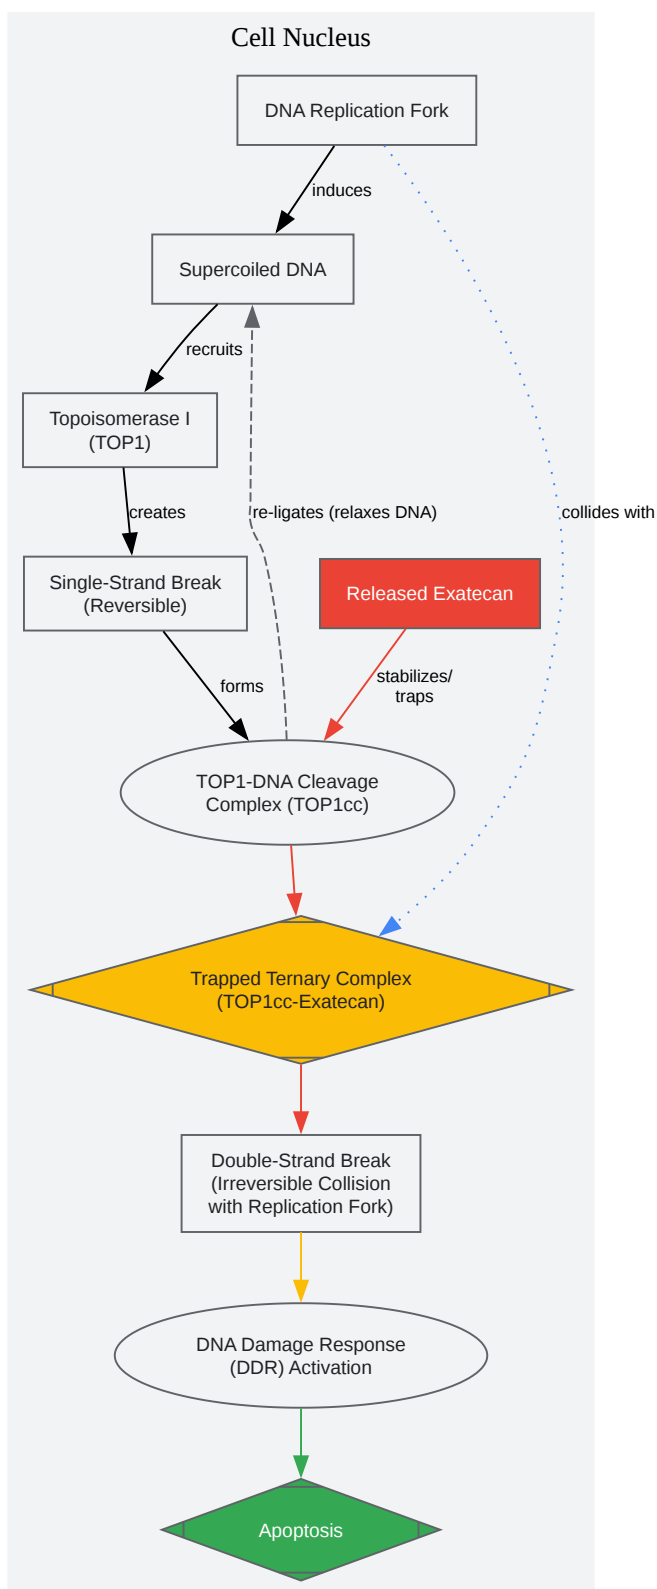 Cell Nucleus
DNA Replication Fork
induces
Supercoiled DNA
recruits
Topoisomerase I
(TOP1)
creates
re-ligates (relaxes DNA)
collides with
Single-Strand Break
(Reversible)
Released Exatecan
forms
stabilizes/
traps
TOP1-DNA Cleavage
Complex (TOP1cc)
Trapped Ternary Complex
(TOP1cc-Exatecan)
Double-Strand Break
(Irreversible Collision
with Replication Fork)
DNA Damage Response
(DDR) Activation
Apoptosis